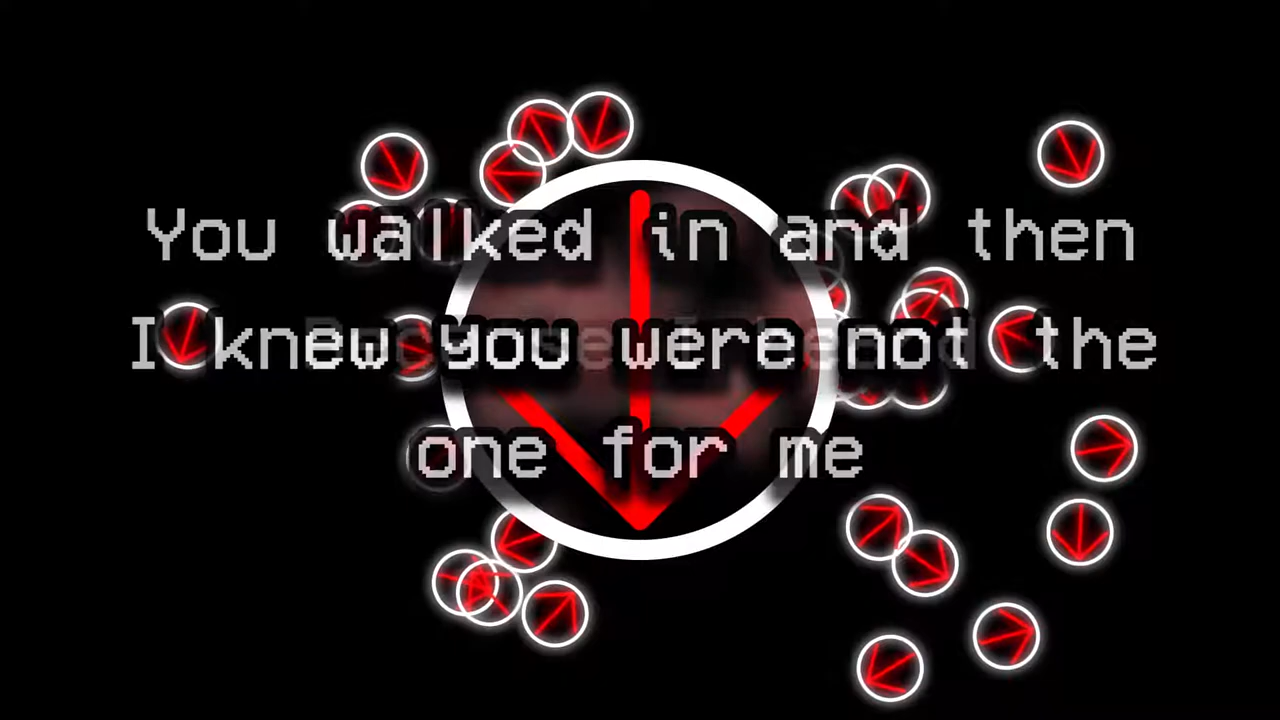 You walked in and then
I knew you were not the
one for me